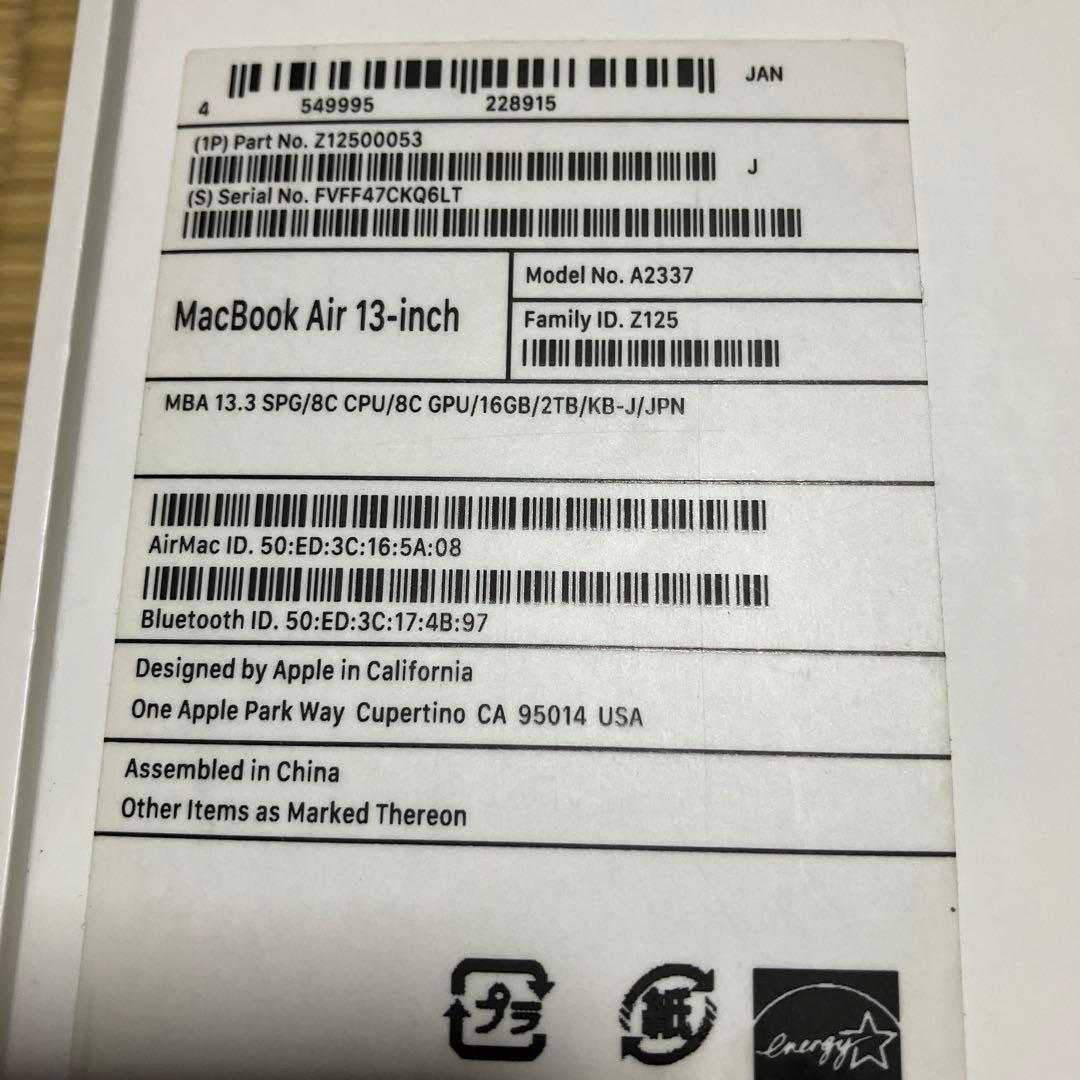 JAN
4 549995 228915
(1P) Part No. Z12500053
J
(S) Serial No. FVFF47CKQ6LT
MacBook Air 13-inch
Model No. A2337
Family ID. Z125
MBA 13.3 SPG/8C CPU/8C GPU/16GB/2TB/KB-J/JPN
AirMac ID. 50:ED:3C:16:5A:08
Bluetooth ID. 50:ED:3C:17:4B:97
Designed by Apple in California
One Apple Park Way Cupertino CA 95014 USA
Assembled in China
Other Items as Marked Thereon
プラ
紙
energy